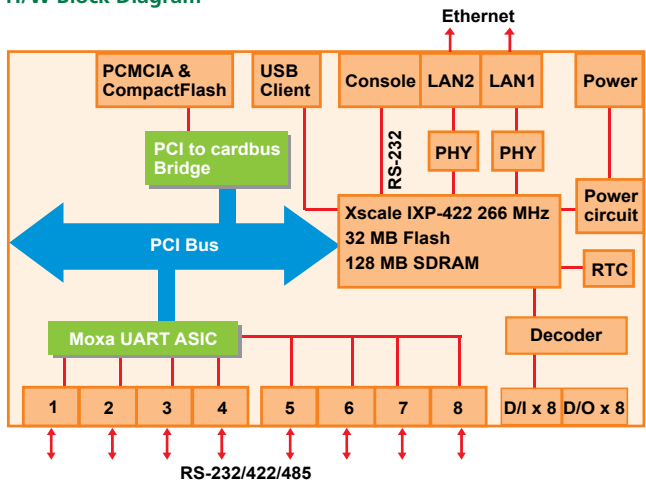 H/W Block Diagram
Ethernet
PCMCIA &
CompactFlash
USB
Client
Console
LAN2
LAN1
Power
RS-232
PHY
PHY
PCI to cardbus
Bridge
Power
circuit
Xscale IXP-422 266 MHz
32 MB Flash
128 MB SDRAM
PCI Bus
RTC
Moxa UART ASIC
Decoder
1
2
3
4
5
6
7
8
D/I x 8
D/O x 8
RS-232/422/485